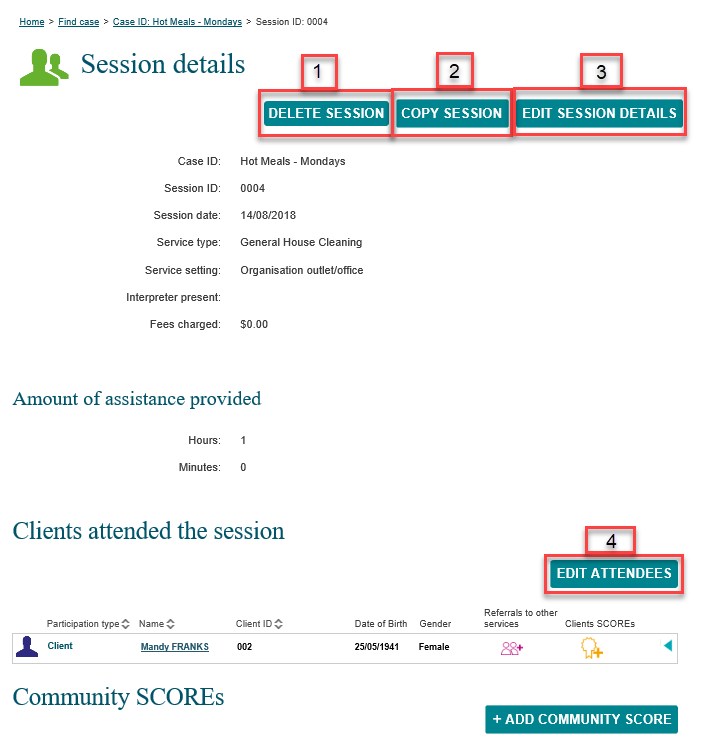 Home > Find case > Case ID: Hot Meals - Mondays > Session ID: 0004
Session details
1
2
3
DELETE SESSION
COPY SESSION
EDIT SESSION DETAILS
Case ID: Hot Meals - Mondays
Session ID: 0004
Session date: 14/08/2018
Service type: General House Cleaning
Service setting: Organisation outlet/office
Interpreter present:
Fees charged: $0.00
Amount of assistance provided
Hours: 1
Minutes: 0
Clients attended the session
4
EDIT ATTENDEES
Participation type Name Client ID Date of Birth Gender Referrals to other services Clients SCOREs
Client Mandy FRANKS 002 25/05/1941 Female
Community SCOREs
+ ADD COMMUNITY SCORE